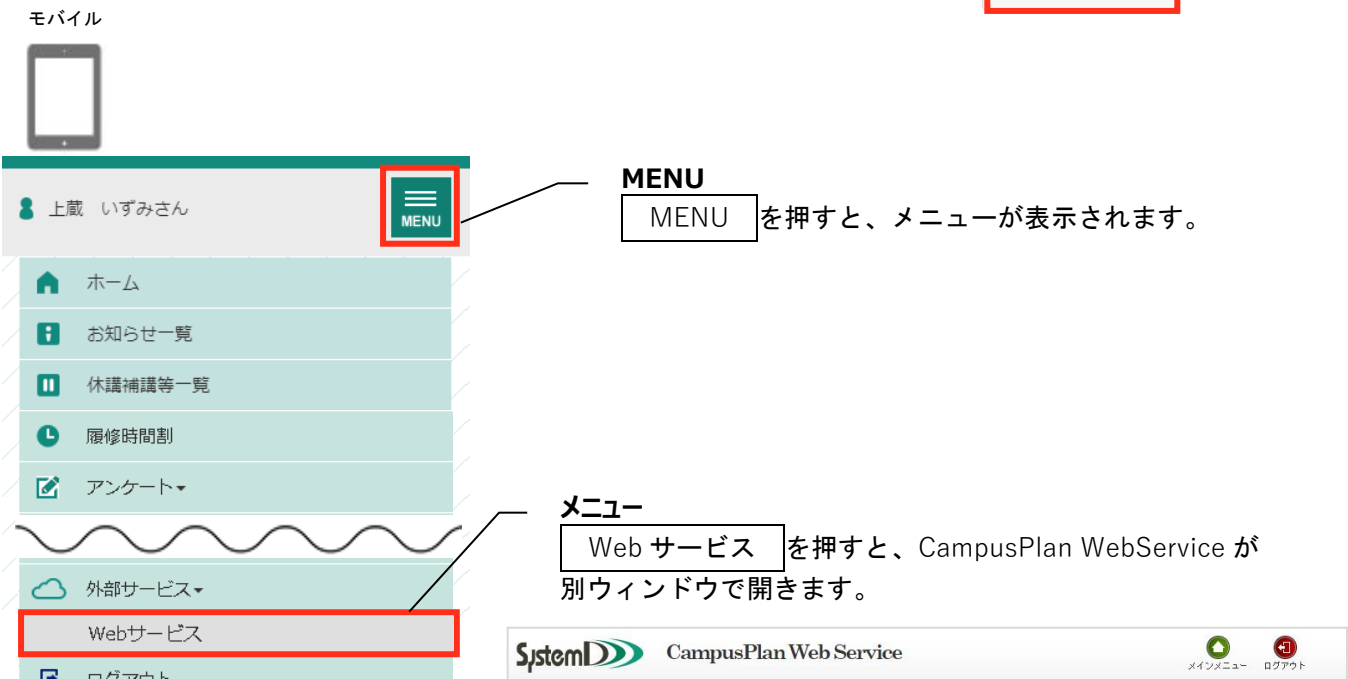 モバイル
上蔵 いずみさん
MENU
MENU
MENU を押すと、メニューが表示されます。
ホーム
お知らせ一覧
休講補講等一覧
履修時間割
アンケート▾
メニュー
Web サービス を押すと、CampusPlan WebService が
別ウィンドウで開きます。
外部サービス▾
Webサービス
ログアウト
SystemD CampusPlan Web Service
メインメニュー ログアウト